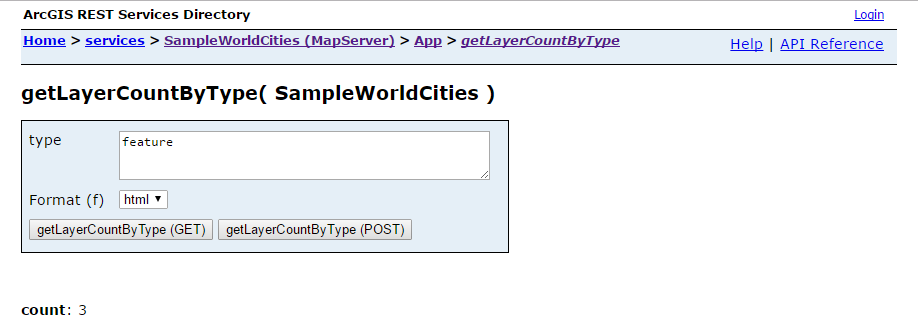 ArcGIS REST Services Directory Login
Home > services > SampleWorldCities (MapServer) > App > getLayerCountByType Help | API Reference
getLayerCountByType( SampleWorldCities )
type feature
Format (f) html
getLayerCountByType (GET) getLayerCountByType (POST)
count: 3